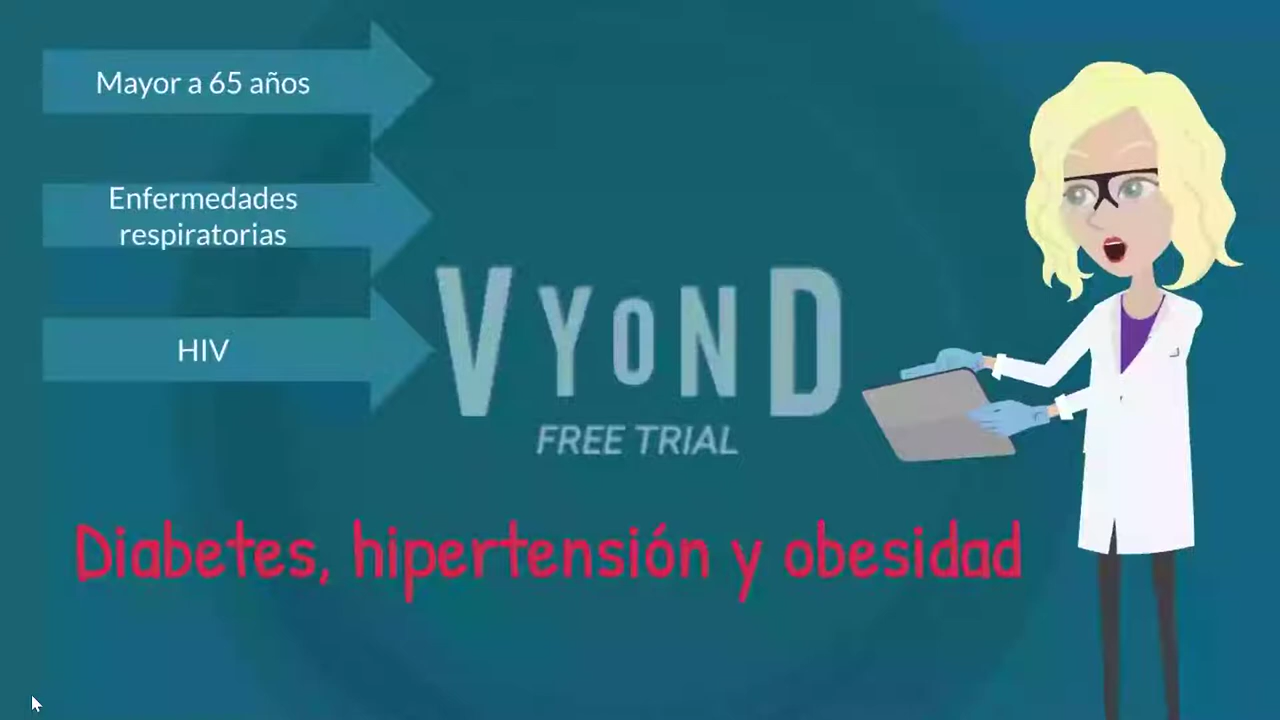 Mayor a 65 años
Enfermedades
respiratorias
HIV
VYOND
FREE TRIAL
Diabetes, hipertensión y obesidad